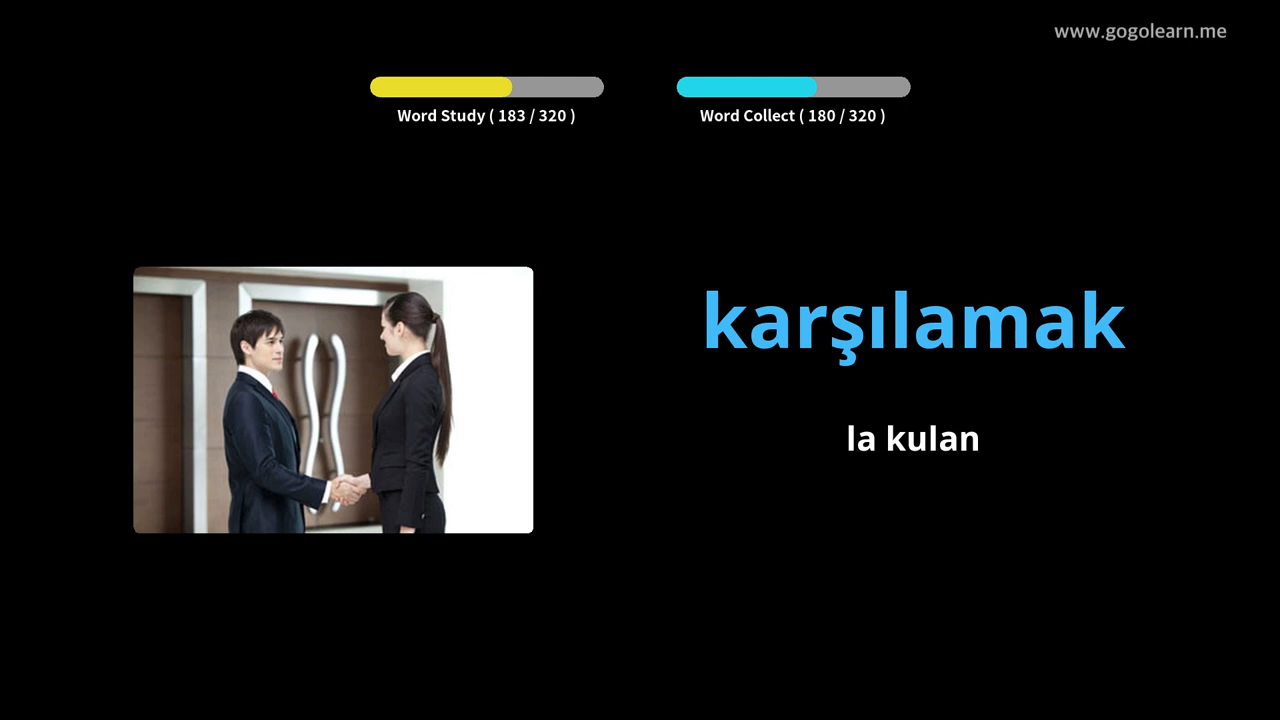 www.gogolearn.me
Word Study ( 183 / 320 )
Word Collect ( 180 / 320 )
karşılamak
la kulan